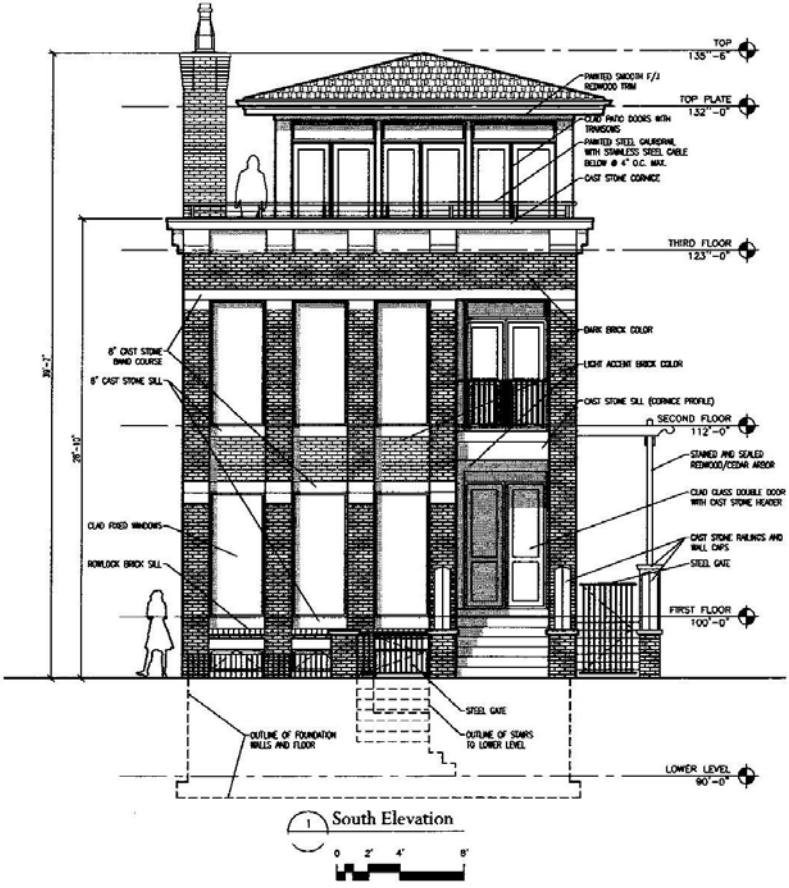 TOP
135"-6"
PAINTED SMOOTH F/J
REDWOOD TRIM
TOP PLATE
132"-0"
CLAD PATIO DOORS WITH
TRANSOMS
PAINTED STEEL GAURDRAIL
WITH STAINLESS STEEL CABLE
BELOW @ 4" O.C. MAX.
CAST STONE CORNICE
THIRD FLOOR
123"-0"
DARK BRICK COLOR
8" CAST STONE
BAND COURSE
LIGHT ACCENT BRICK COLOR
8" CAST STONE SILL
CAST STONE SILL (CORNICE PROFILE)
SECOND FLOOR
112"-0"
28'-10"
STAINED AND SEALED
REDWOOD/CEDAR ARBOR
CLAD GLASS DOUBLE DOOR
WITH CAST STONE HEADER
CLAD FIXED WINDOWS
CAST STONE RAILINGS AND
WALL CAPS
ROWLOCK BRICK SILL
STEEL GATE
FIRST FLOOR
100'-0"
STEEL GATE
OUTLINE OF FOUNDATION
WALLS AND FLOOR
OUTLINE OF STAIRS
TO LOWER LEVEL
LOWER LEVEL
90'-0"
1 South Elevation
0 2' 4' 8'